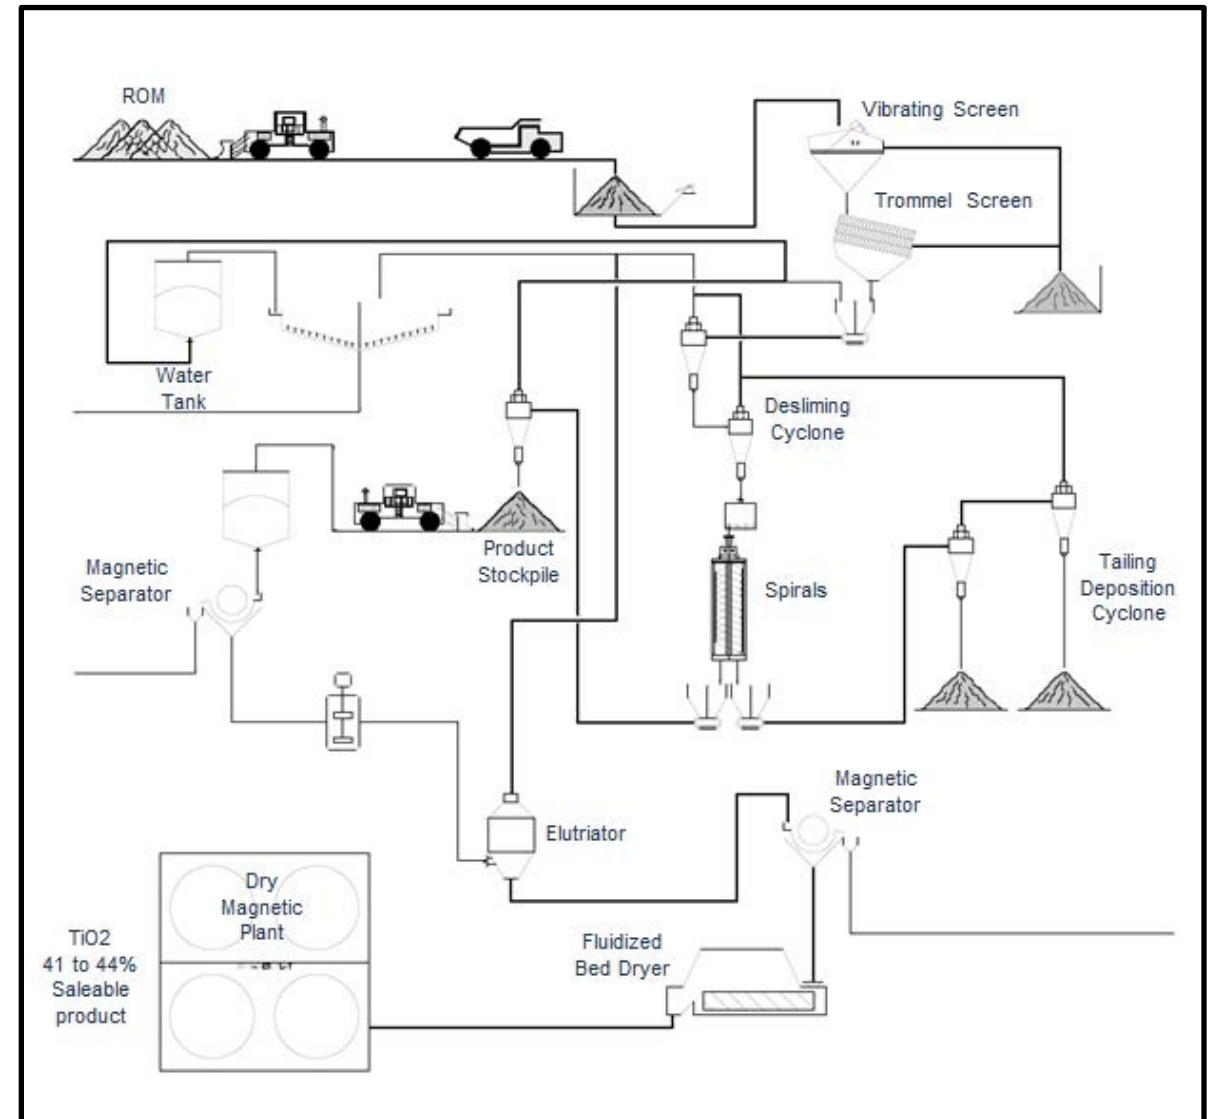 ROM
Vibrating Screen
Trommel Screen
Water
Tank
Desliming
Cyclone
Product
Stockpile
Magnetic
Separator
Spirals
Tailing
Deposition
Cyclone
Magnetic
Separator
Elutriator
Dry
Magnetic
Plant
TiO2
41 to 44%
Saleable
product
Fluidized
Bed Dryer